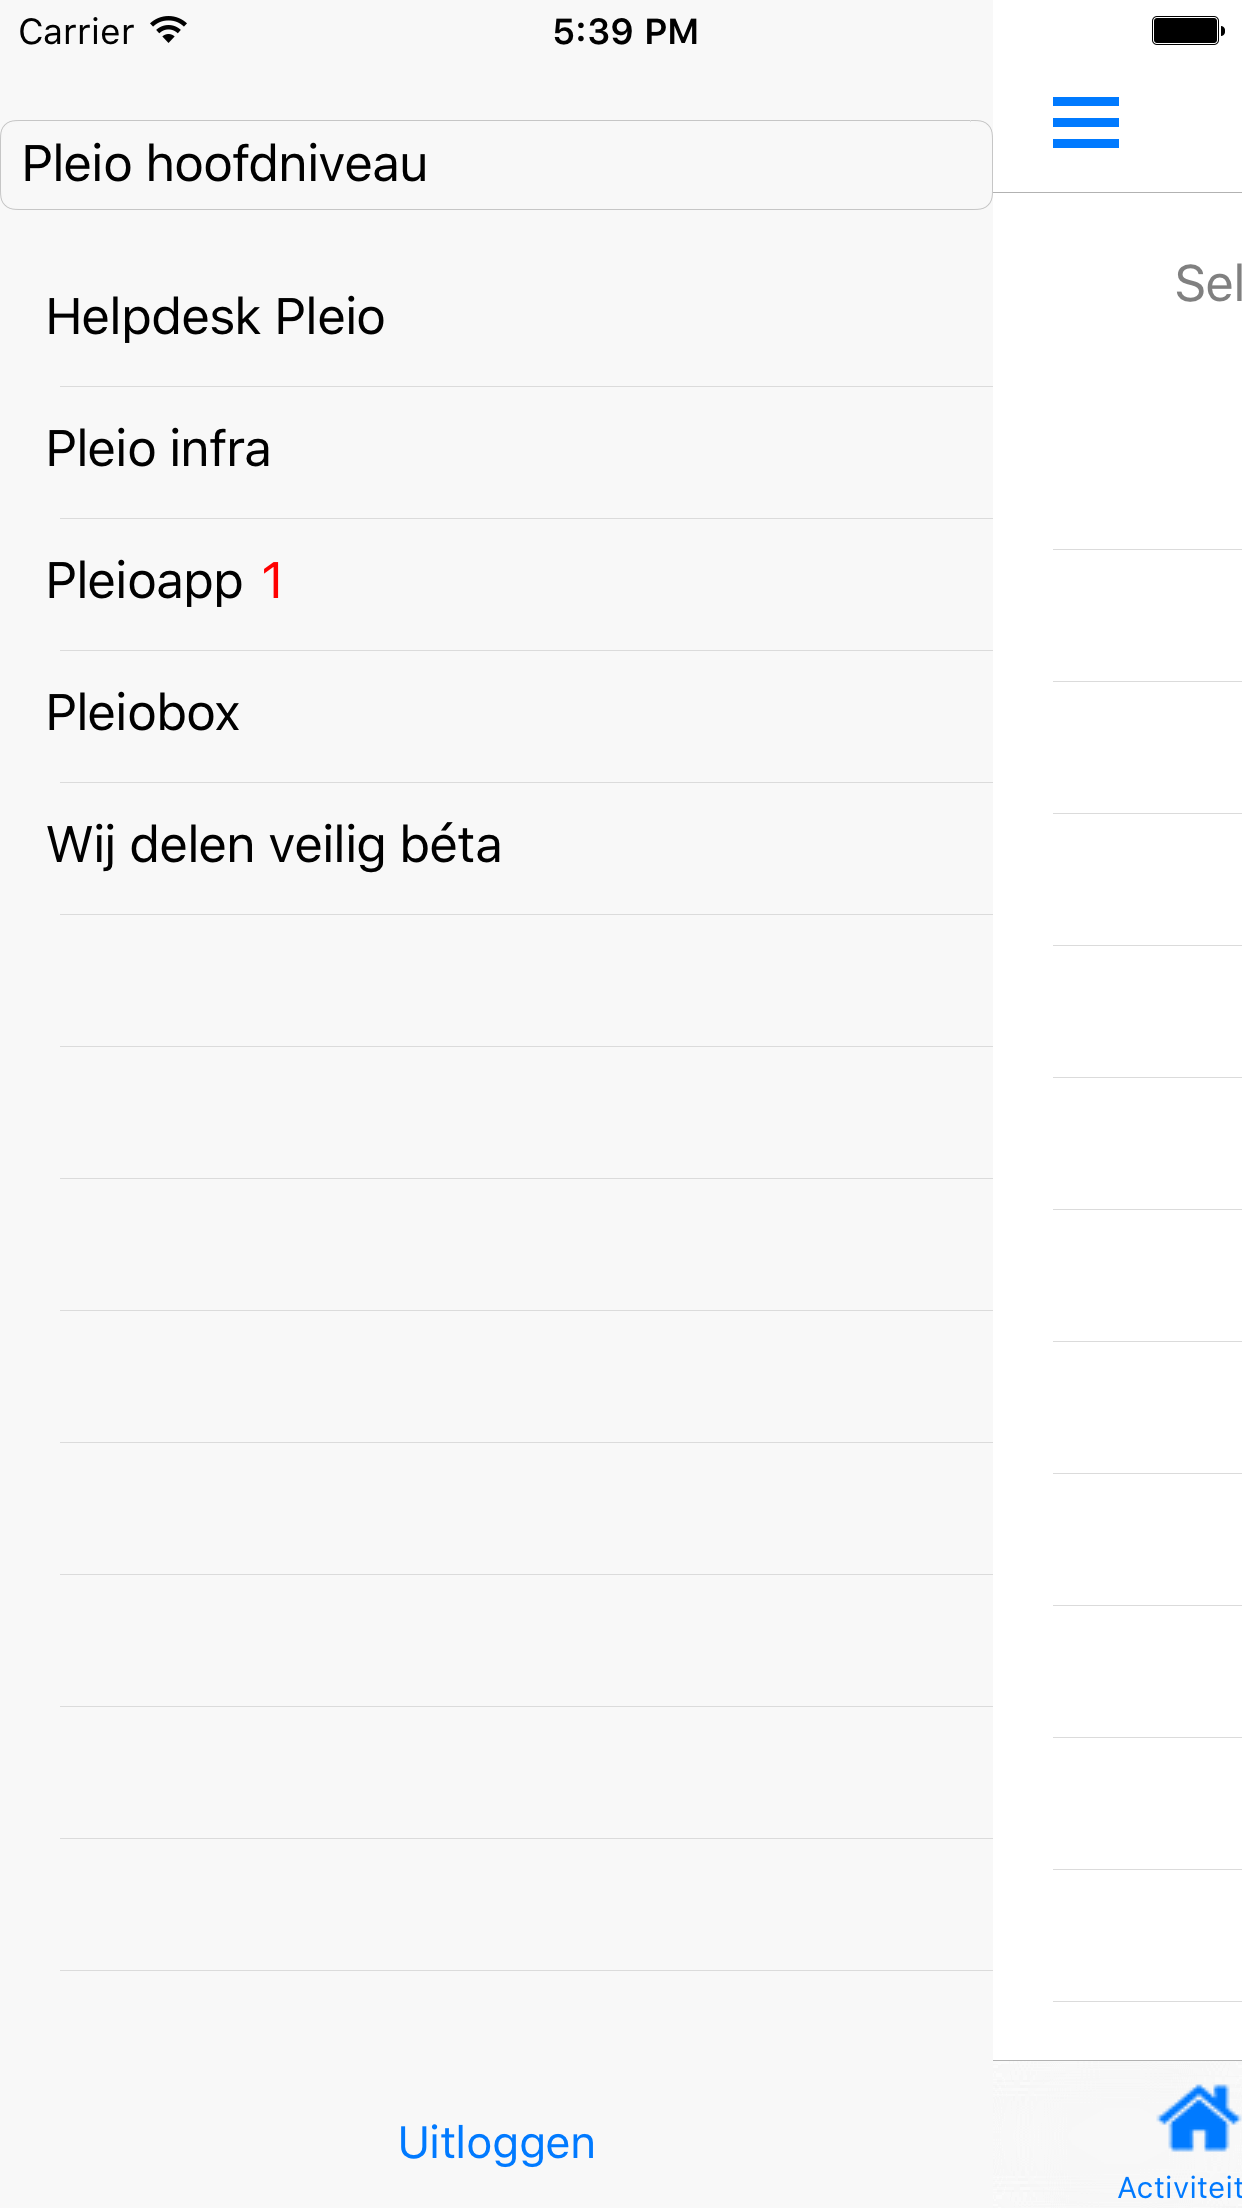 Carrier 5:39 PM
Pleio hoofdniveau
Sel
Helpdesk Pleio
Pleio infra
Pleioapp 1
Pleiobox
Wij delen veilig béta
Uitloggen
Activiteit